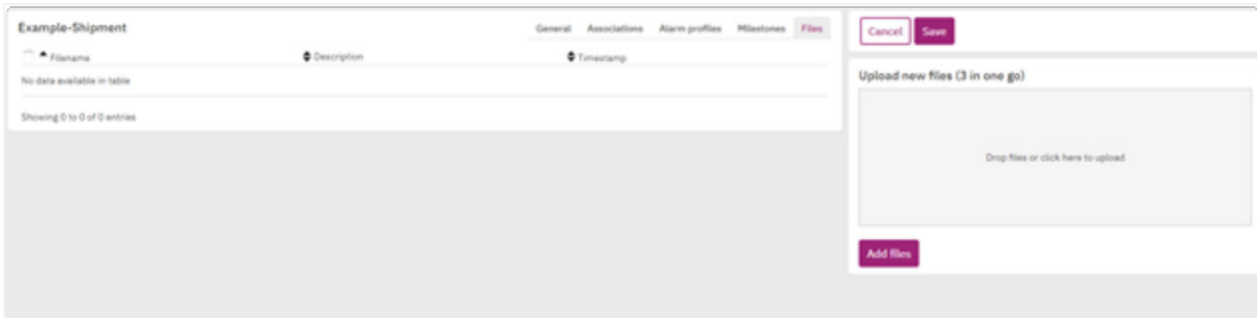 Example-Shipment
General Associations Alarm profiles Milestones Files
Filename Description Timestamp
No data available in table
Showing 0 to 0 of 0 entries
Cancel Save
Upload new files (3 in one go)
Drop files or click here to upload
Add files